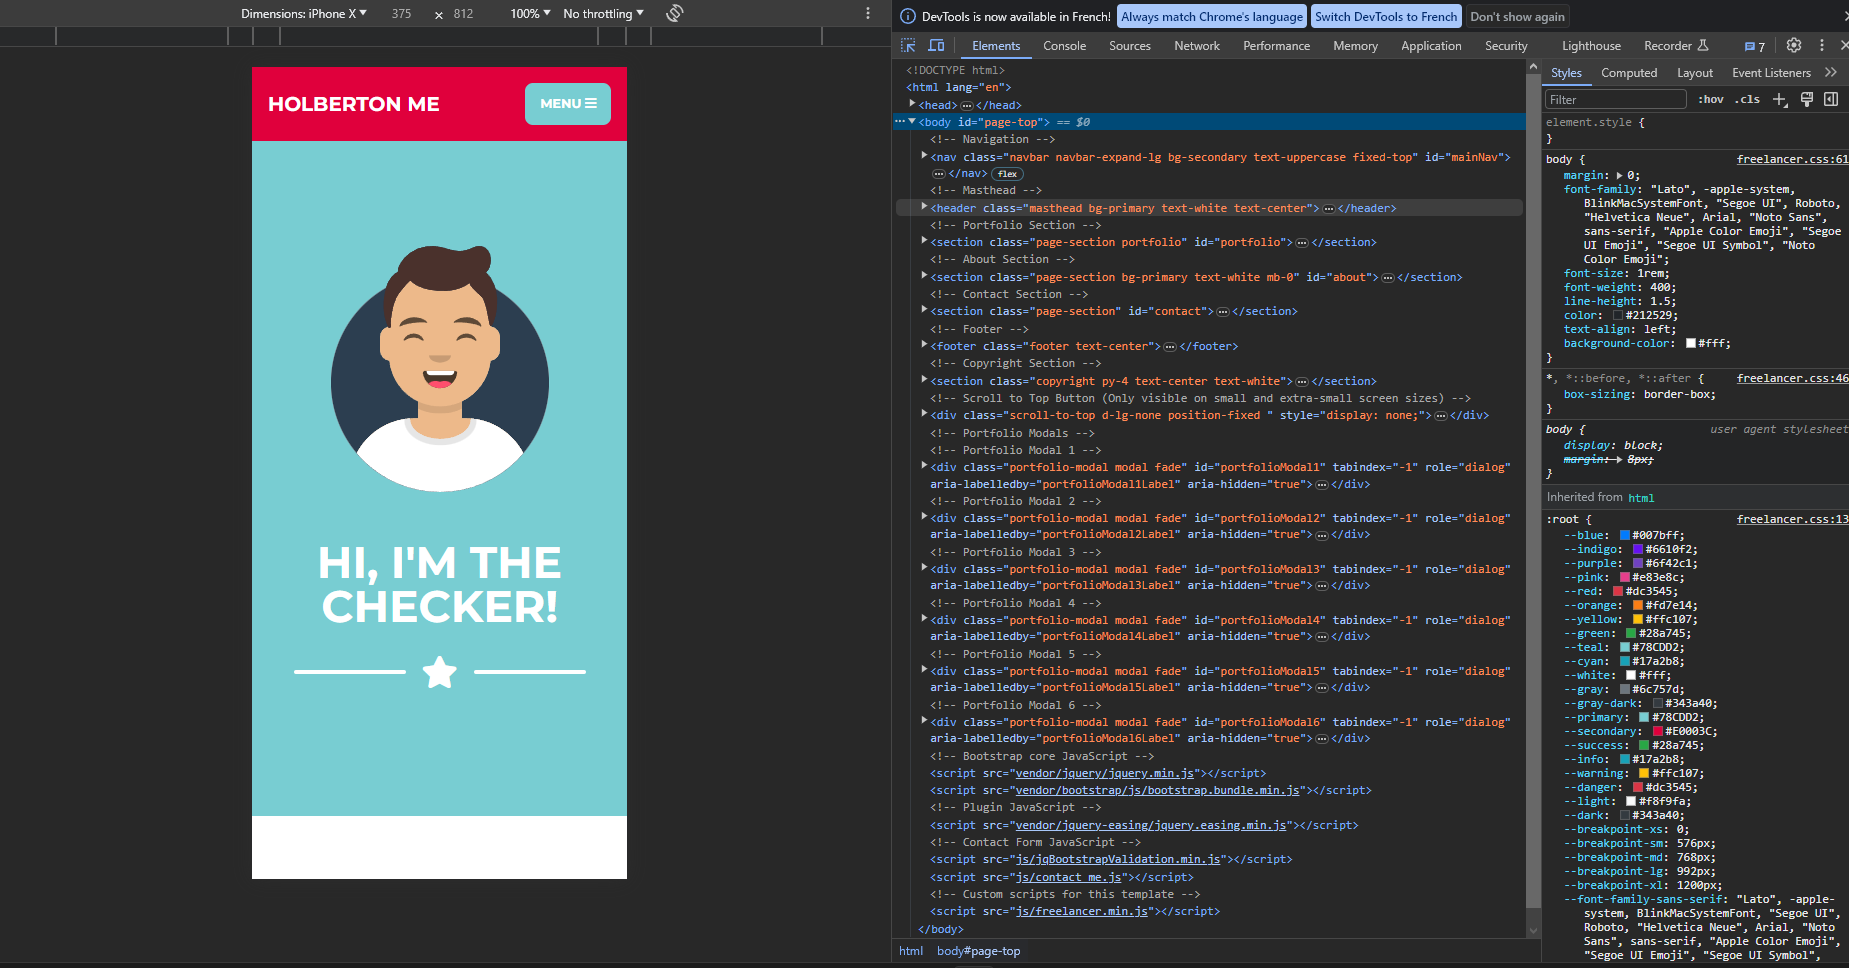 Dimensions: iPhone X
375 × 812
100%
No throttling
HOLBERTON ME
MENU
HI, I'M THE
CHECKER!
DevTools is now available in French!
Always match Chrome's language
Switch DevTools to French
Don't show again
Elements
Console
Sources
Network
Performance
Memory
Application
Security
Lighthouse
Recorder
7
<!DOCTYPE html>
<html lang="en">
<head>…</head>
<body id="page-top"> == $0
<!-- Navigation -->
<nav class="navbar navbar-expand-lg bg-secondary text-uppercase fixed-top" id="mainNav">
…</nav> flex
<!-- Masthead -->
<header class="masthead bg-primary text-white text-center">…</header>
<!-- Portfolio Section -->
<section class="page-section portfolio" id="portfolio">…</section>
<!-- About Section -->
<section class="page-section bg-primary text-white mb-0" id="about">…</section>
<!-- Contact Section -->
<section class="page-section" id="contact">…</section>
<!-- Footer -->
<footer class="footer text-center">…</footer>
<!-- Copyright Section -->
<section class="copyright py-4 text-center text-white">…</section>
<!-- Scroll to Top Button (Only visible on small and extra-small screen sizes) -->
<div class="scroll-to-top d-lg-none position-fixed " style="display: none;">…</div>
<!-- Portfolio Modals -->
<!-- Portfolio Modal 1 -->
<div class="portfolio-modal modal fade" id="portfolioModal1" tabindex="-1" role="dialog"
aria-labelledby="portfolioModal1Label" aria-hidden="true">…</div>
<!-- Portfolio Modal 2 -->
<div class="portfolio-modal modal fade" id="portfolioModal2" tabindex="-1" role="dialog"
aria-labelledby="portfolioModal2Label" aria-hidden="true">…</div>
<!-- Portfolio Modal 3 -->
<div class="portfolio-modal modal fade" id="portfolioModal3" tabindex="-1" role="dialog"
aria-labelledby="portfolioModal3Label" aria-hidden="true">…</div>
<!-- Portfolio Modal 4 -->
<div class="portfolio-modal modal fade" id="portfolioModal4" tabindex="-1" role="dialog"
aria-labelledby="portfolioModal4Label" aria-hidden="true">…</div>
<!-- Portfolio Modal 5 -->
<div class="portfolio-modal modal fade" id="portfolioModal5" tabindex="-1" role="dialog"
aria-labelledby="portfolioModal5Label" aria-hidden="true">…</div>
<!-- Portfolio Modal 6 -->
<div class="portfolio-modal modal fade" id="portfolioModal6" tabindex="-1" role="dialog"
aria-labelledby="portfolioModal6Label" aria-hidden="true">…</div>
<!-- Bootstrap core JavaScript -->
<script src="vendor/jquery/jquery.min.js"></script>
<script src="vendor/bootstrap/js/bootstrap.bundle.min.js"></script>
<!-- Plugin JavaScript -->
<script src="vendor/jquery-easing/jquery.easing.min.js"></script>
<!-- Contact Form JavaScript -->
<script src="js/jqBootstrapValidation.min.js"></script>
<script src="js/contact_me.js"></script>
<!-- Custom scripts for this template -->
<script src="js/freelancer.min.js"></script>
</body>
html body#page-top
Styles
Computed
Layout
Event Listeners
Filter
:hov .cls
element.style {
}
body { freelancer.css:61
margin: 0;
font-family: "Lato", -apple-system,
BlinkMacSystemFont, "Segoe UI", Roboto,
"Helvetica Neue", Arial, "Noto Sans",
sans-serif, "Apple Color Emoji", "Segoe
UI Emoji", "Segoe UI Symbol", "Noto
Color Emoji";
font-size: 1rem;
font-weight: 400;
line-height: 1.5;
color: #212529;
text-align: left;
background-color: #fff;
}
*, *::before, *::after { freelancer.css:46
box-sizing: border-box;
}
body { user agent stylesheet
display: block;
margin: 8px;
}
Inherited from html
:root { freelancer.css:13
--blue: #007bff;
--indigo: #6610f2;
--purple: #6f42c1;
--pink: #e83e8c;
--red: #dc3545;
--orange: #fd7e14;
--yellow: #ffc107;
--green: #28a745;
--teal: #78CDD2;
--cyan: #17a2b8;
--white: #fff;
--gray: #6c757d;
--gray-dark: #343a40;
--primary: #78CDD2;
--secondary: #E0003C;
--success: #28a745;
--info: #17a2b8;
--warning: #ffc107;
--danger: #dc3545;
--light: #f8f9fa;
--dark: #343a40;
--breakpoint-xs: 0;
--breakpoint-sm: 576px;
--breakpoint-md: 768px;
--breakpoint-lg: 992px;
--breakpoint-xl: 1200px;
--font-family-sans-serif: "Lato", -apple-
system, BlinkMacSystemFont, "Segoe UI",
Roboto, "Helvetica Neue", Arial, "Noto
Sans", sans-serif, "Apple Color Emoji",
"Segoe UI Emoji", "Segoe UI Symbol",